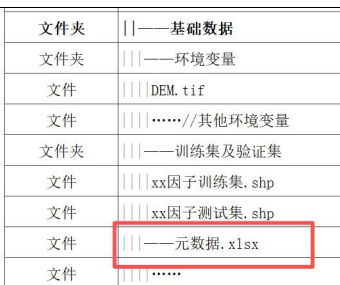 文件夹 ||——基础数据
文件夹 |||——环境变量
文件 ||||DEM.tif
文件 ||||……//其他环境变量
文件夹 |||——训练集及验证集
文件 ||||xx因子训练集.shp
文件 ||||xx因子测试集.shp
文件 |||——元数据.xlsx
文件 ||||……